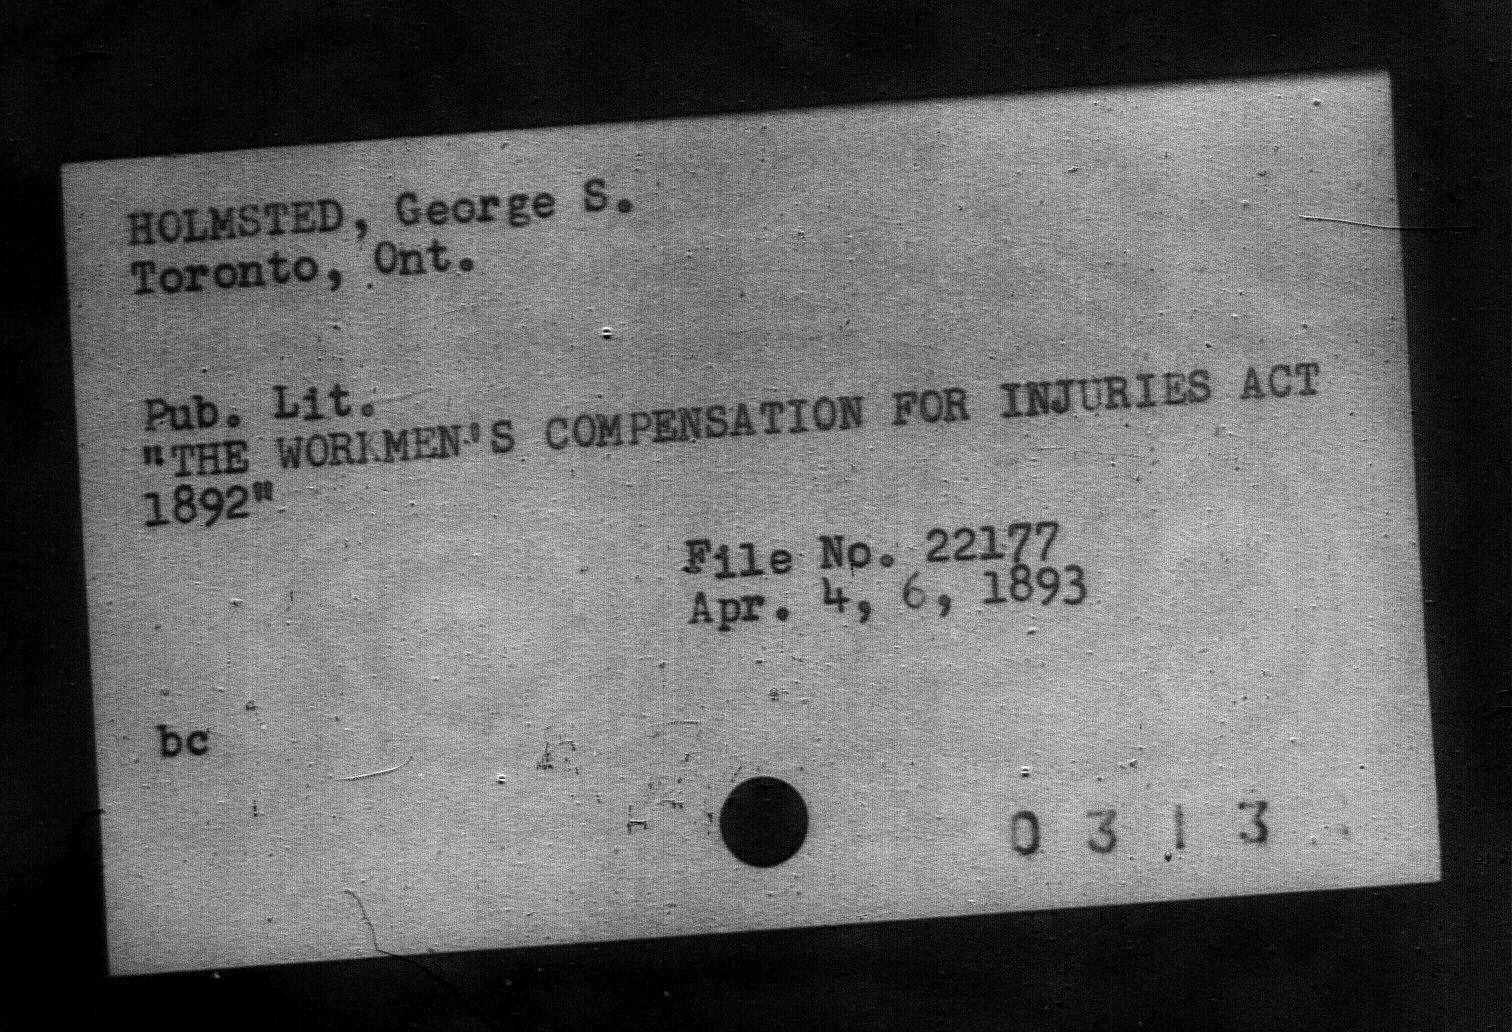 HOLMSTED, George S.
Toronto, Ont.
Pub. Lit.
"THE WORKMEN'S COMPENSATION FOR INJURIES ACT
1892"
File No. 22177
Apr. 4, 6, 1893
bc
0 3 1 3